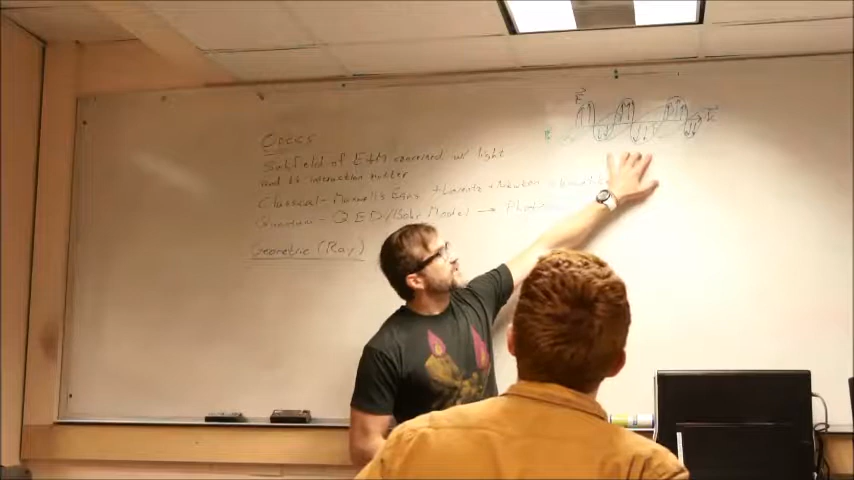 E
k
Optics
Subfield of E+M concerned w/ light
and its interaction matter
Classical - Maxwell's Eqns + Lorentz + Newton
Quantum - QED/Bohr Model →
Geometric (Ray)